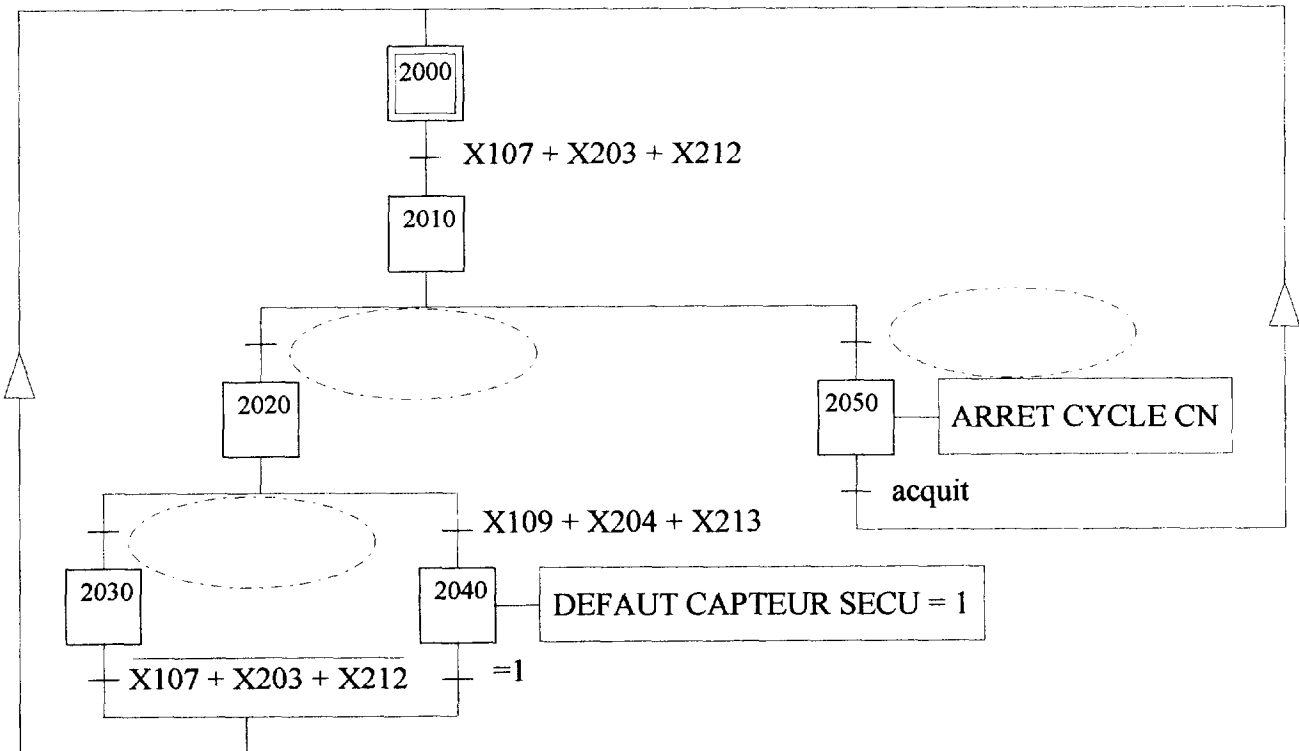 2000
X107 + X203 + X212
2010
2020
2050
ARRET CYCLE CN
acquit
X109 + X204 + X213
2030
2040
DEFAUT CAPTEUR SECU = 1
X107 + X203 + X212
=1